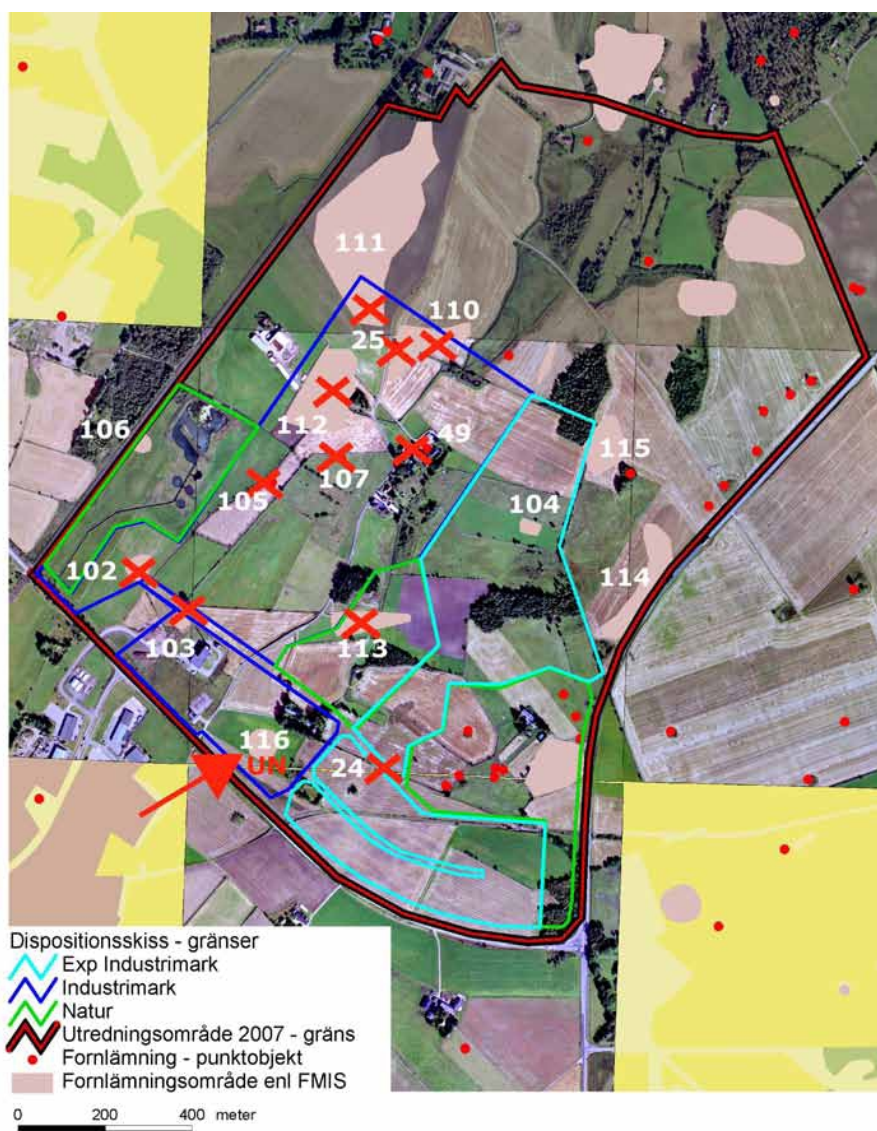 111
110
25
112
49
106
115
107
105
104
102
114
103
113
116
UN
24
Dispositionsskiss - gränser
Exp Industrimark
Industrimark
Natur
Utredningsområde 2007 - gräns
Fornlämning - punktobjekt
Fornlämningsområde enl FMIS
0 200 400 meter